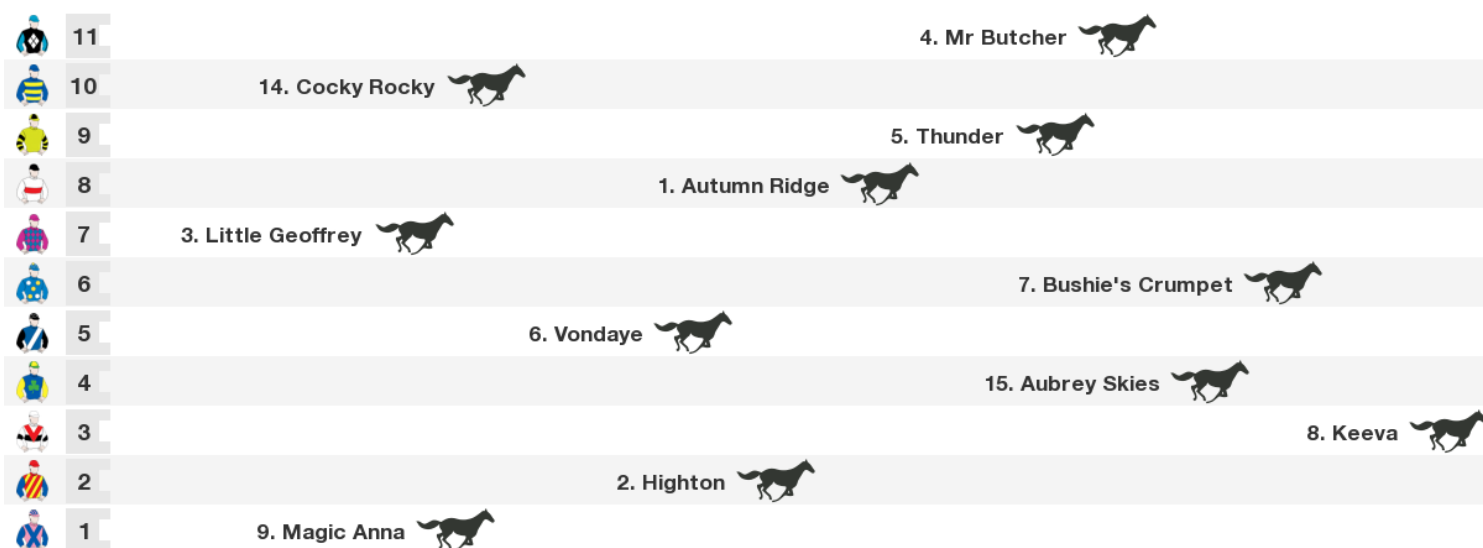 11 4. Mr Butcher
10 14. Cocky Rocky
9 5. Thunder
8 1. Autumn Ridge
7 3. Little Geoffrey
6 7. Bushie's Crumpet
5 6. Vondaye
4 15. Aubrey Skies
3 8. Keeva
2 2. Highton
1 9. Magic Anna